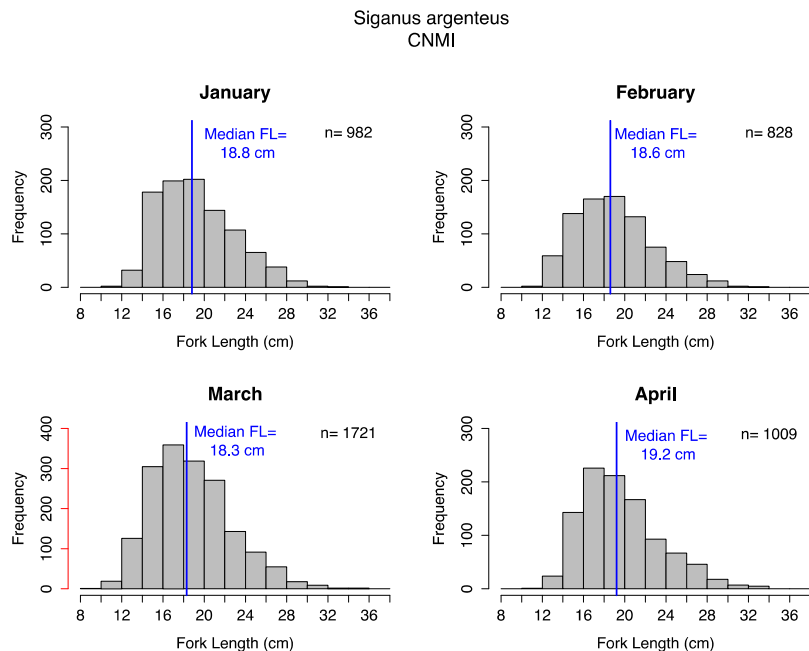 Siganus argenteus
CNMI
January
Median FL=
18.8 cm
n= 982
Frequency
0
100
200
300
8
12
16
20
24
28
32
36
Fork Length (cm)
February
Median FL=
18.6 cm
n= 828
Frequency
0
100
200
300
8
12
16
20
24
28
32
36
Fork Length (cm)
March
Median FL=
18.3 cm
n= 1721
Frequency
0
100
200
300
400
8
12
16
20
24
28
32
36
Fork Length (cm)
April
Median FL=
19.2 cm
n= 1009
Frequency
0
100
200
300
8
12
16
20
24
28
32
36
Fork Length (cm)